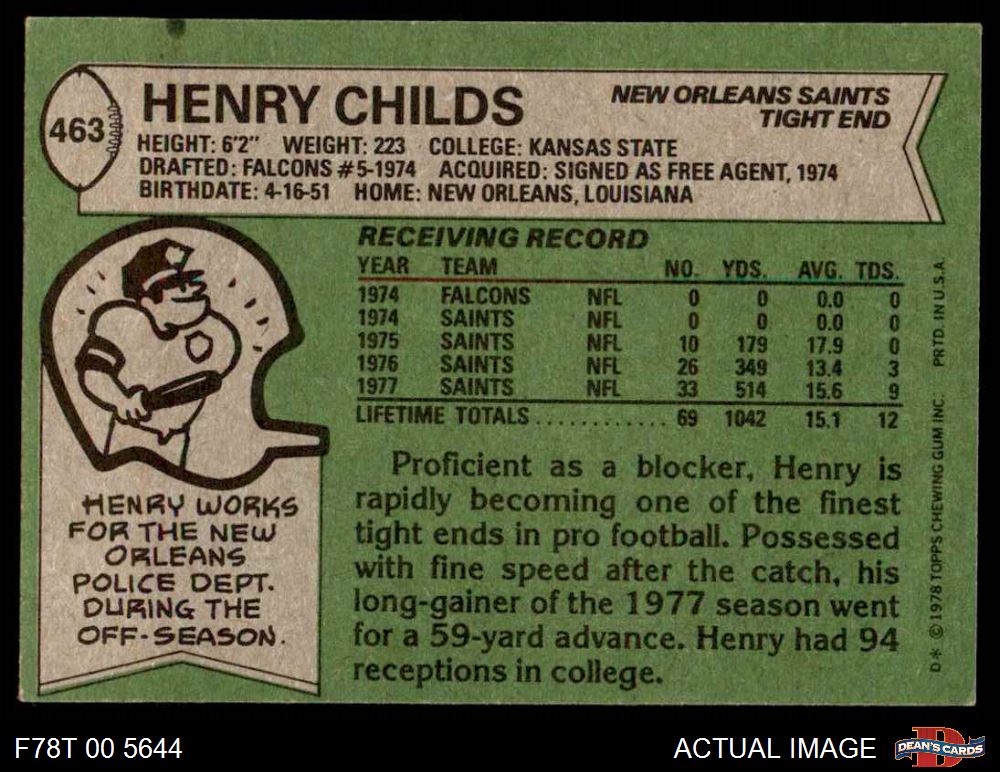 463
HENRY CHILDS
NEW ORLEANS SAINTS
TIGHT END
HEIGHT: 6'2" WEIGHT: 223 COLLEGE: KANSAS STATE
DRAFTED: FALCONS #5-1974 ACQUIRED: SIGNED AS FREE AGENT, 1974
BIRTHDATE: 4-16-51 HOME: NEW ORLEANS, LOUISIANA
RECEIVING RECORD
YEAR TEAM NO. YDS. AVG. TDS.
1974 FALCONS NFL 0 0 0.0 0
1974 SAINTS NFL 0 0 0.0 0
1975 SAINTS NFL 10 179 17.9 0
1976 SAINTS NFL 26 349 13.4 3
1977 SAINTS NFL 33 514 15.6 9
LIFETIME TOTALS............ 69 1042 15.1 12
HENRY WORKS
FOR THE NEW
ORLEANS
POLICE DEPT.
DURING THE
OFF-SEASON.
Proficient as a blocker, Henry is
rapidly becoming one of the finest
tight ends in pro football. Possessed
with fine speed after the catch, his
long-gainer of the 1977 season went
for a 59-yard advance. Henry had 94
receptions in college.
D* © 1978 TOPPS CHEWING GUM INC. PRTD. IN U.S.A.
F78T 00 5644
ACTUAL IMAGE
D
DEAN'S CARDS